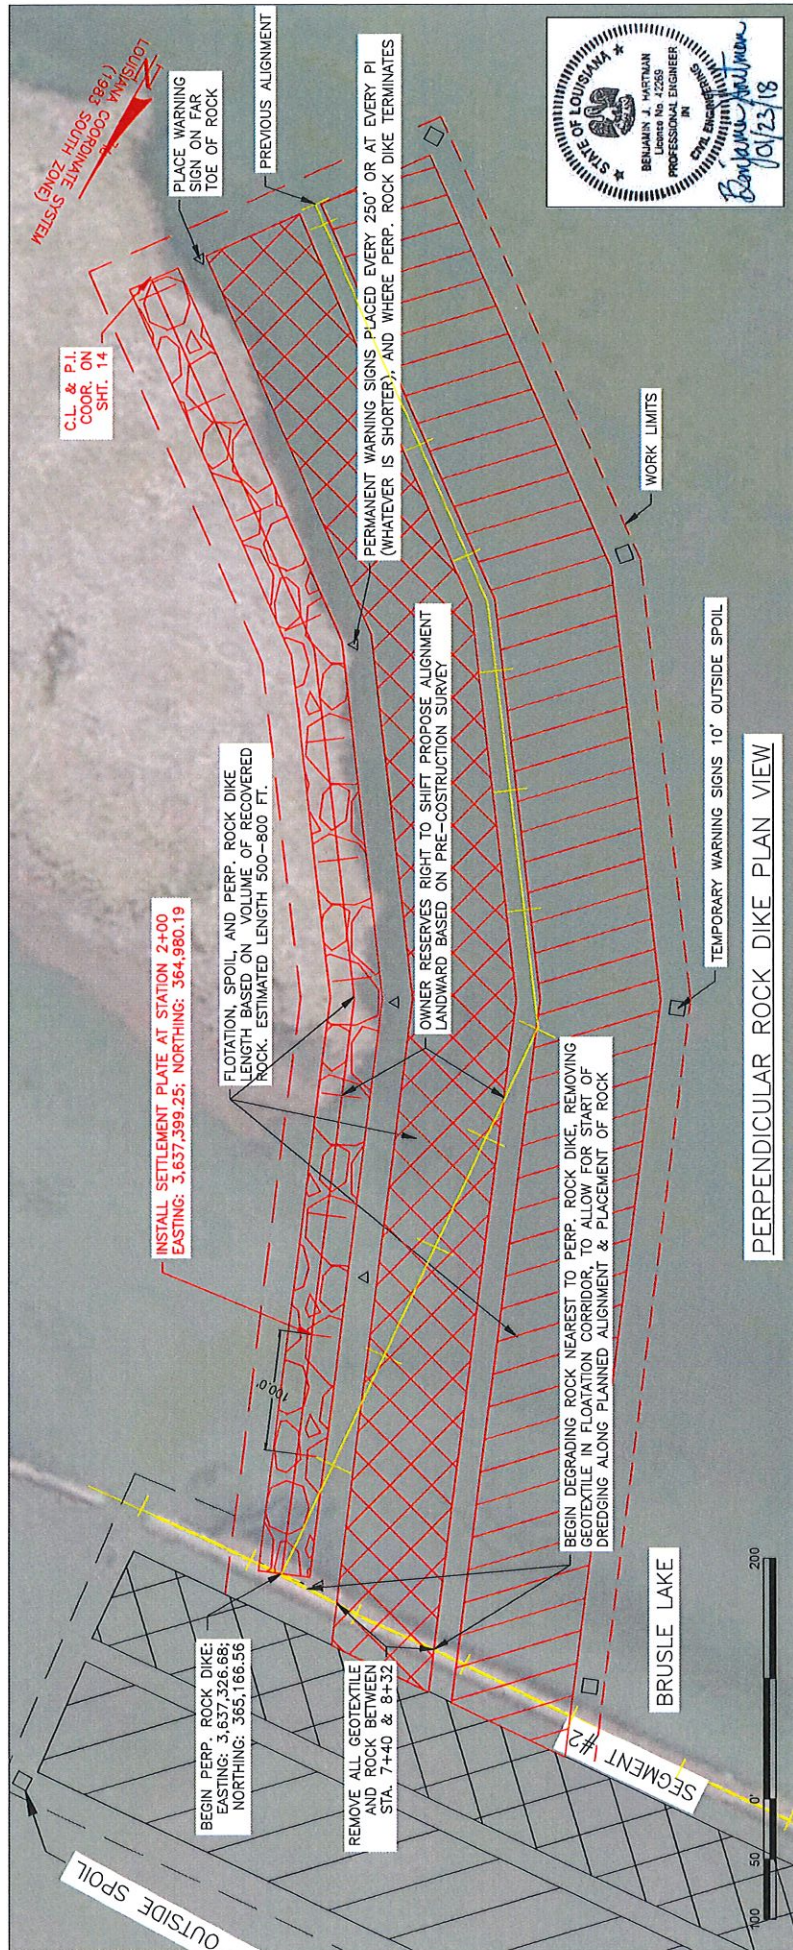 LOUISIANA COORDINATE SYSTEM
(1983 SOUTH ZONE)
N
C.L. & P.I.
COOR. ON
SHT. 14
PLACE WARNING
SIGN ON FAR
TOE OF ROCK
PREVIOUS ALIGNMENT
PERMANENT WARNING SIGNS PLACED EVERY 250' OR AT EVERY PI
(WHATEVER IS SHORTER), AND WHERE PERP. ROCK DIKE TERMINATES
STATE OF LOUISIANA
BENJAMIN J. HARTMAN
License No. 42269
PROFESSIONAL ENGINEER
IN
CIVIL ENGINEERING
Benjamin Hartman
INSTALL SETTLEMENT PLATE AT STATION 2+00
EASTING: 3,637,399.25; NORTHING: 364,980.19
FLOTATION, SPOIL, AND PERP. ROCK DIKE
LENGTH BASED ON VOLUME OF RECOVERED
ROCK. ESTIMATED LENGTH 500-800 FT.
OWNER RESERVES RIGHT TO SHIFT PROPOSE ALIGNMENT
LANDWARD BASED ON PRE-COSTRUCTION SURVEY
WORK LIMITS
TEMPORARY WARNING SIGNS 10' OUTSIDE SPOIL
100.0'
BEGIN PERP. ROCK DIKE:
EASTING: 3,637,326.68;
NORTHING: 365,166.56
REMOVE ALL GEOTEXTILE
AND ROCK BETWEEN
STA. 7+40 & 8+32
BEGIN DEGRADING ROCK NEAREST TO PERP. ROCK DIKE, REMOVING
GEOTEXTILE IN FLOATATION CORRIDOR, TO ALLOW FOR START OF
DREDGING ALONG PLANNED ALIGNMENT & PLACEMENT OF ROCK
OUTSIDE SPOIL
SEGMENT #2
BRUSLE LAKE
100 50 0' 200
PERPENDICULAR ROCK DIKE PLAN VIEW